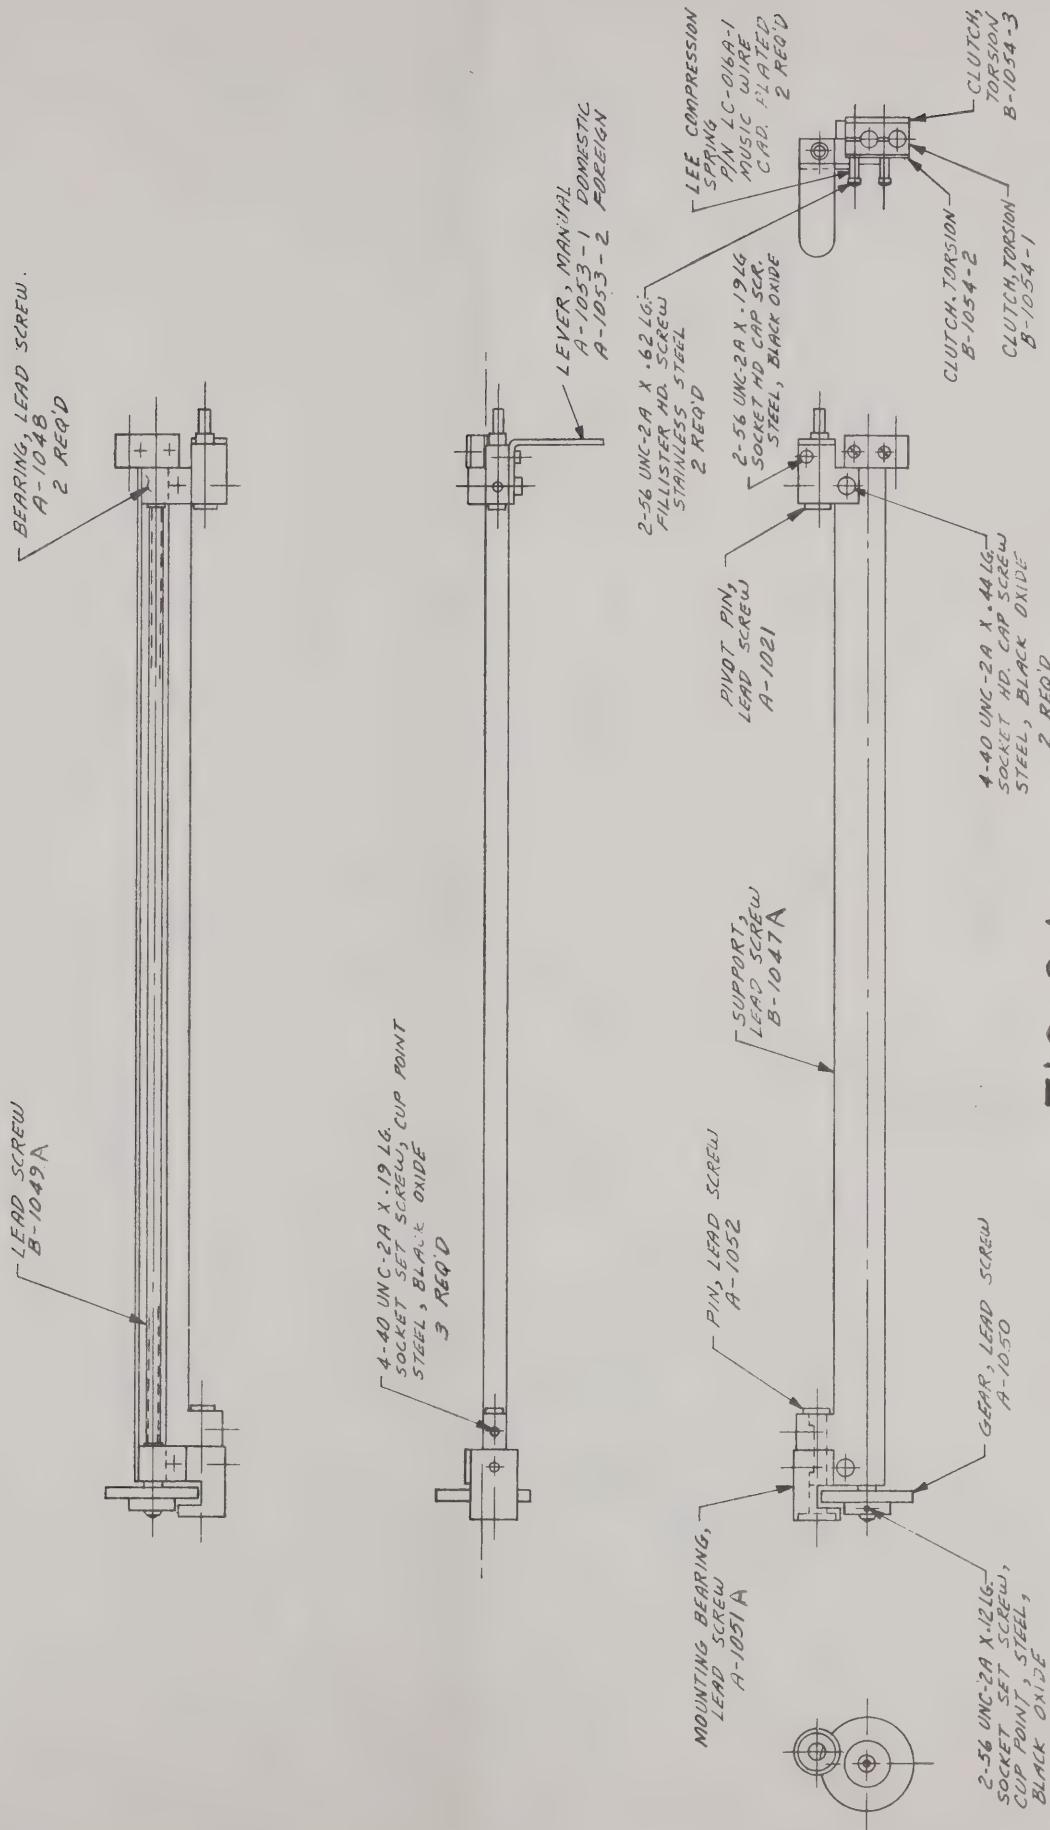 LEAD SCREW
B-1049A
BEARING, LEAD SCREW.
A-1048
2 REQ'D
4-40 UNC-2A X .19 LG.
SOCKET SET SCREW, CUP POINT
STEEL, BLACK OXIDE
3 REQ'D
LEVER, MANUAL
A-1053-1 DOMESTIC
A-1053-2 FOREIGN
MOUNTING BEARING,
LEAD SCREW
A-1051A
PIN, LEAD SCREW
A-1052
SUPPORT,
LEAD SCREW
B-1047A
PIVOT PIN,
LEAD SCREW
A-1021
2-56 UNC-2A X .62 LG.
FILLISTER HD. SCREW
STAINLESS STEEL
2 REQ'D
LEE COMPRESSION
SPRING
P/N LC-016A-1
MUSIC WIRE
CAD. PLATED
2 REQ'D
2-56 UNC-2A X .19 LG
SOCKET HD CAP SCR.
STEEL, BLACK OXIDE
2-56 UNC-2A X .12 LG.
SOCKET SET SCREW,
CUP POINT, STEEL,
BLACK OXIDE
GEAR, LEAD SCREW
A-1050
4-40 UNC-2A X .44 LG.
SOCKET HD. CAP SCREW
STEEL, BLACK OXIDE
2 REQ'D
CLUTCH, TORSION
B-1054-2
CLUTCH, TORSION
B-1054-1
CLUTCH,
TORSION
B-1054-3